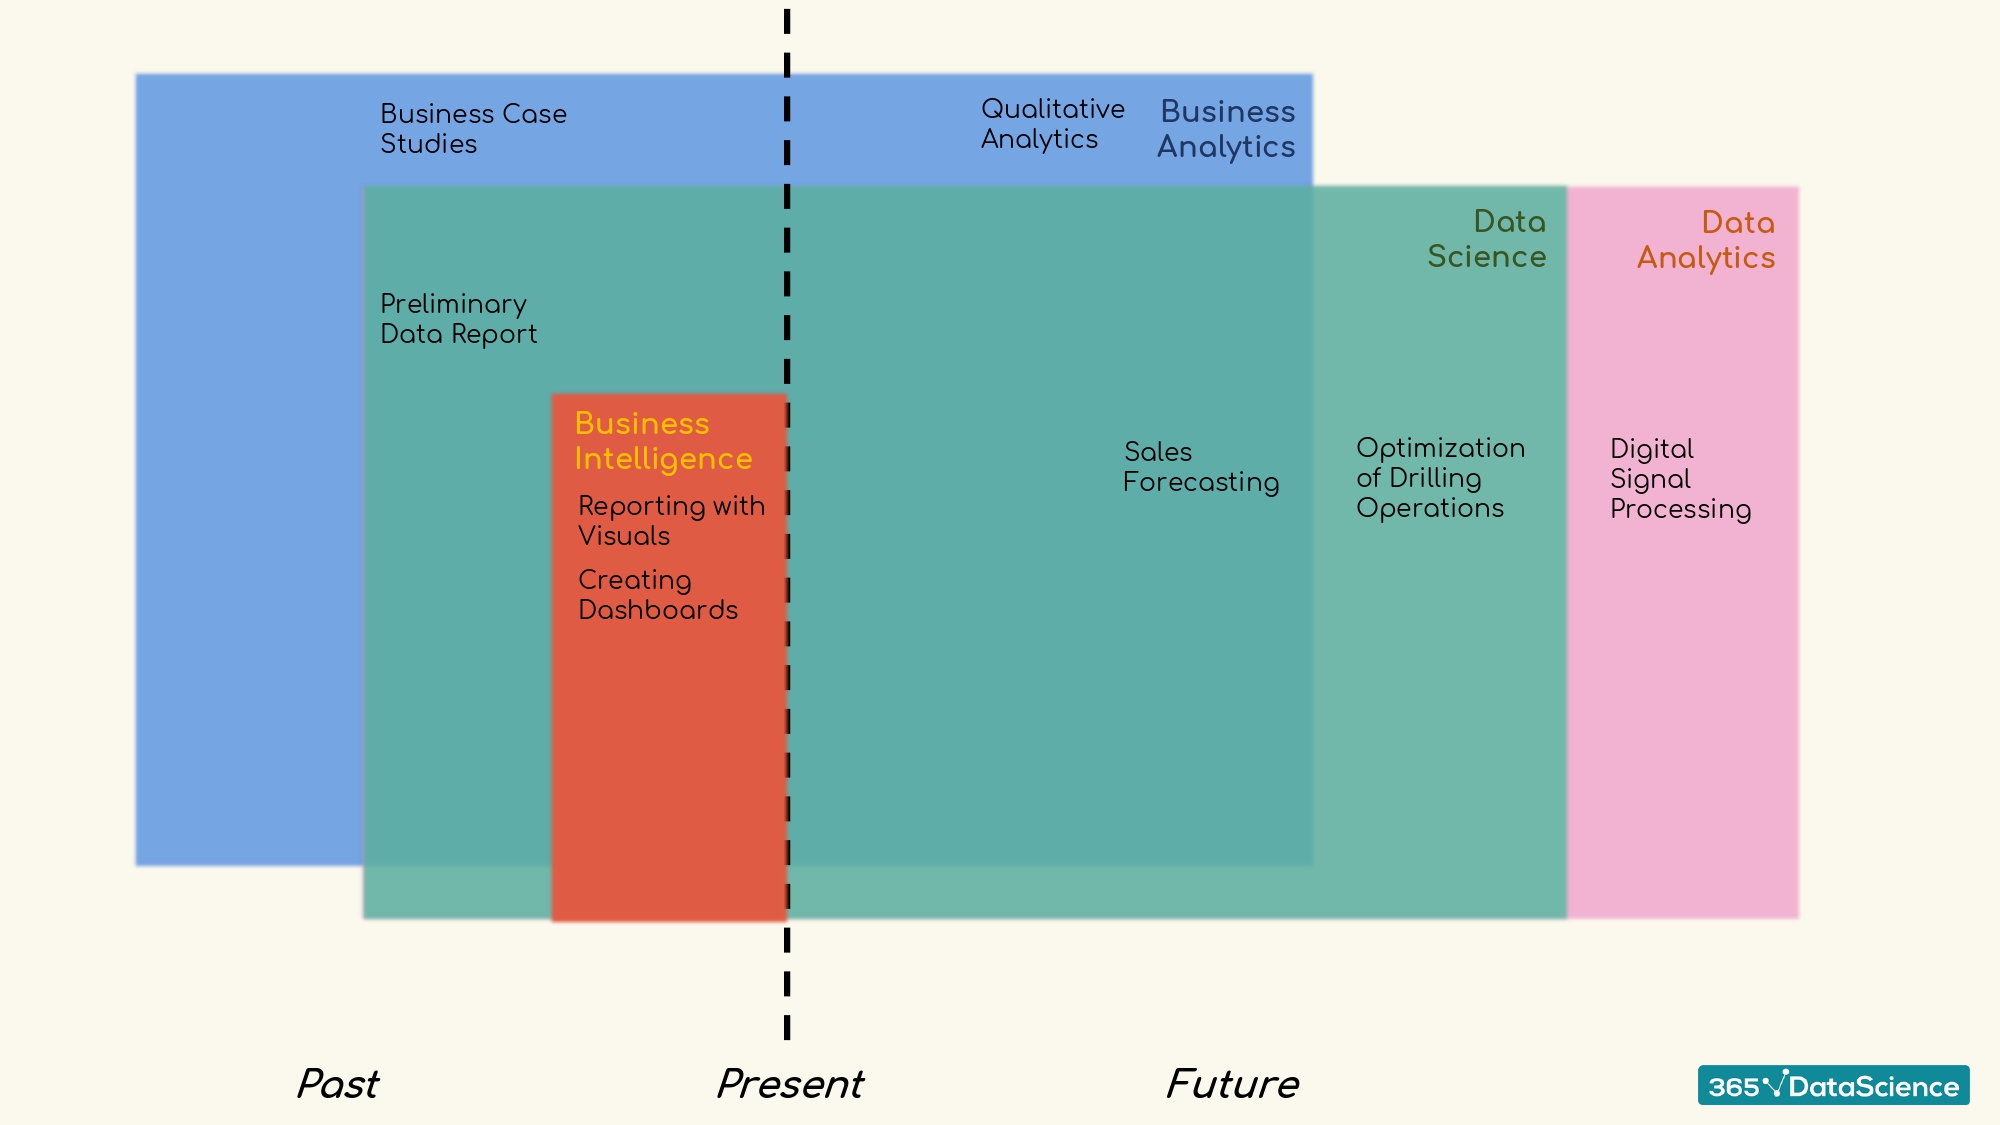 Business Case
Studies
Qualitative
Analytics
Business
Analytics
Data
Science
Data
Analytics
Preliminary
Data Report
Business
Intelligence
Reporting with
Visuals
Creating
Dashboards
Sales
Forecasting
Optimization
of Drilling
Operations
Digital
Signal
Processing
Past
Present
Future
365 DataScience